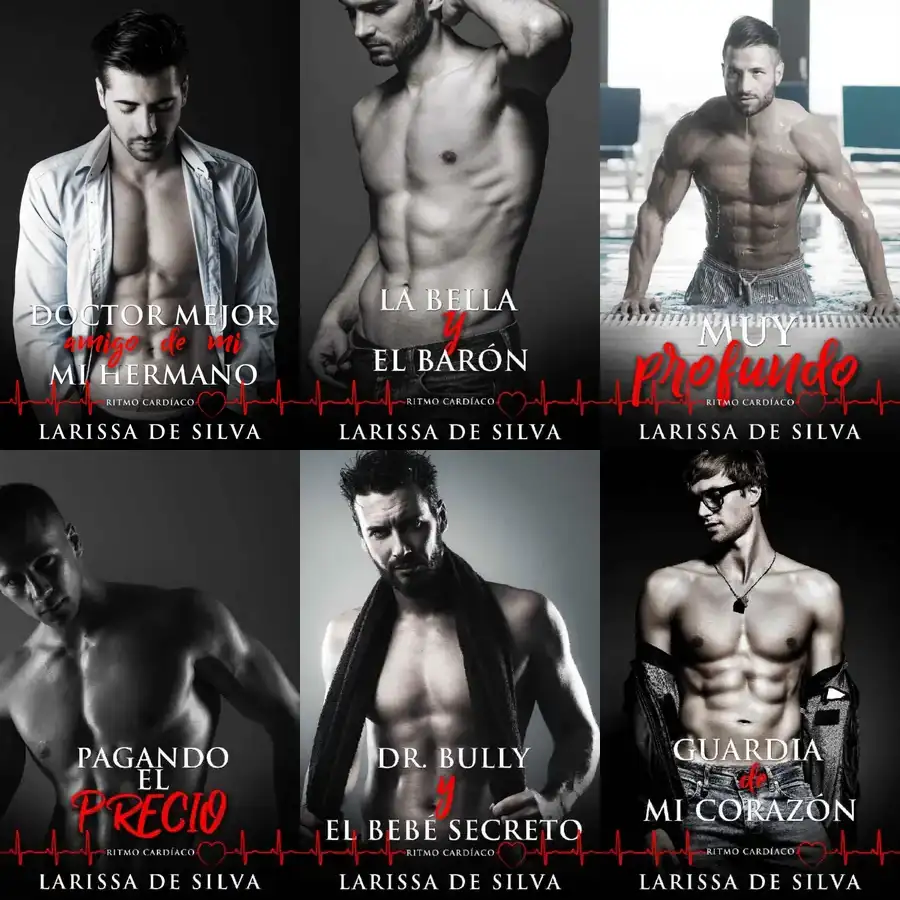 DOCTOR MEJOR
amigo de mi
MI HERMANO
RITMO CARDÍACO
LARISSA DE SILVA
LA BELLA
y
EL BARÓN
RITMO CARDÍACO
LARISSA DE SILVA
MUY
profundo
RITMO CARDÍACO
LARISSA DE SILVA
PAGANDO
EL
PRECIO
RITMO CARDÍACO
LARISSA DE SILVA
DR. BULLY
y
EL BEBÉ SECRETO
RITMO CARDÍACO
LARISSA DE SILVA
GUARDIA
de
MI CORAZÓN
RITMO CARDÍACO
LARISSA DE SILVA